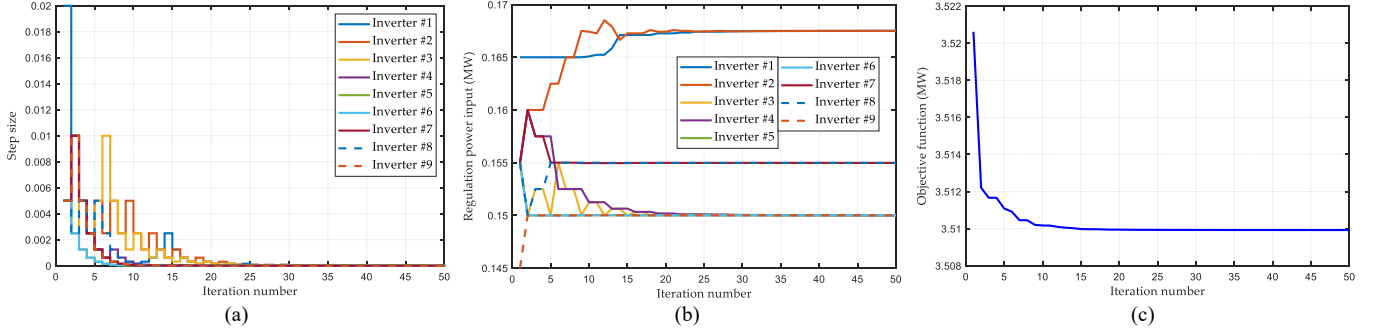 0.02
0.018
0.016
0.014
0.012
0.01
0.008
0.006
0.004
0.002
0
Step size
0 5 10 15 20 25 30 35 40 45 50
Iteration number
Inverter #1
Inverter #2
Inverter #3
Inverter #4
Inverter #5
Inverter #6
Inverter #7
Inverter #8
Inverter #9
(a)
0.17
0.165
0.16
0.155
0.15
0.145
Regulation power input (MW)
0 5 10 15 20 25 30 35 40 45 50
Iteration number
Inverter #1
Inverter #2
Inverter #3
Inverter #4
Inverter #5
Inverter #6
Inverter #7
Inverter #8
Inverter #9
(b)
3.522
3.52
3.518
3.516
3.514
3.512
3.51
3.508
Objective function (MW)
0 5 10 15 20 25 30 35 40 45 50
Iteration number
(c)